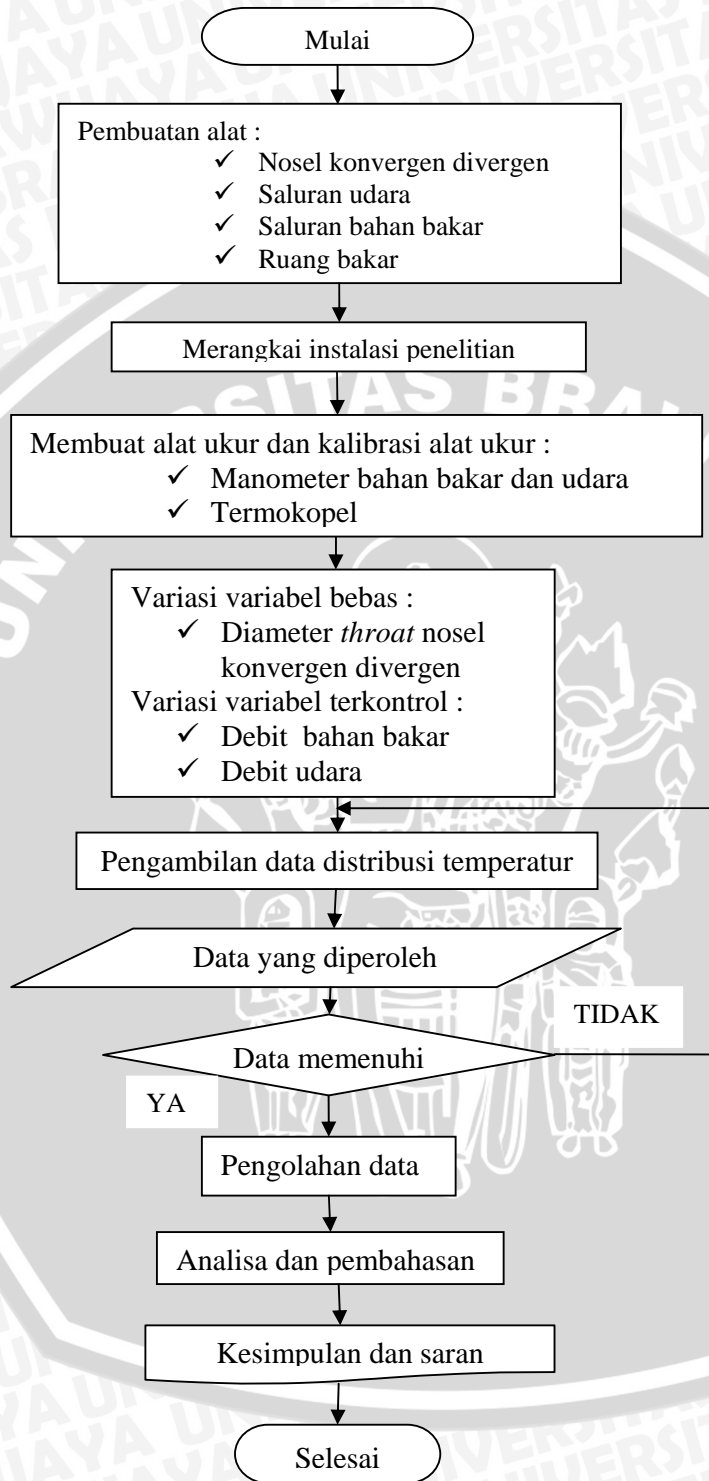 Mulai
Pembuatan alat :
✓ Nosel konvergen divergen
✓ Saluran udara
✓ Saluran bahan bakar
✓ Ruang bakar
Merangkai instalasi penelitian
Membuat alat ukur dan kalibrasi alat ukur :
✓ Manometer bahan bakar dan udara
✓ Termokopel
Variasi variabel bebas :
✓ Diameter throat nosel
konvergen divergen
Variasi variabel terkontrol :
✓ Debit bahan bakar
✓ Debit udara
Pengambilan data distribusi temperatur
Data yang diperoleh
TIDAK
Data memenuhi
YA
Pengolahan data
Analisa dan pembahasan
Kesimpulan dan saran
Selesai